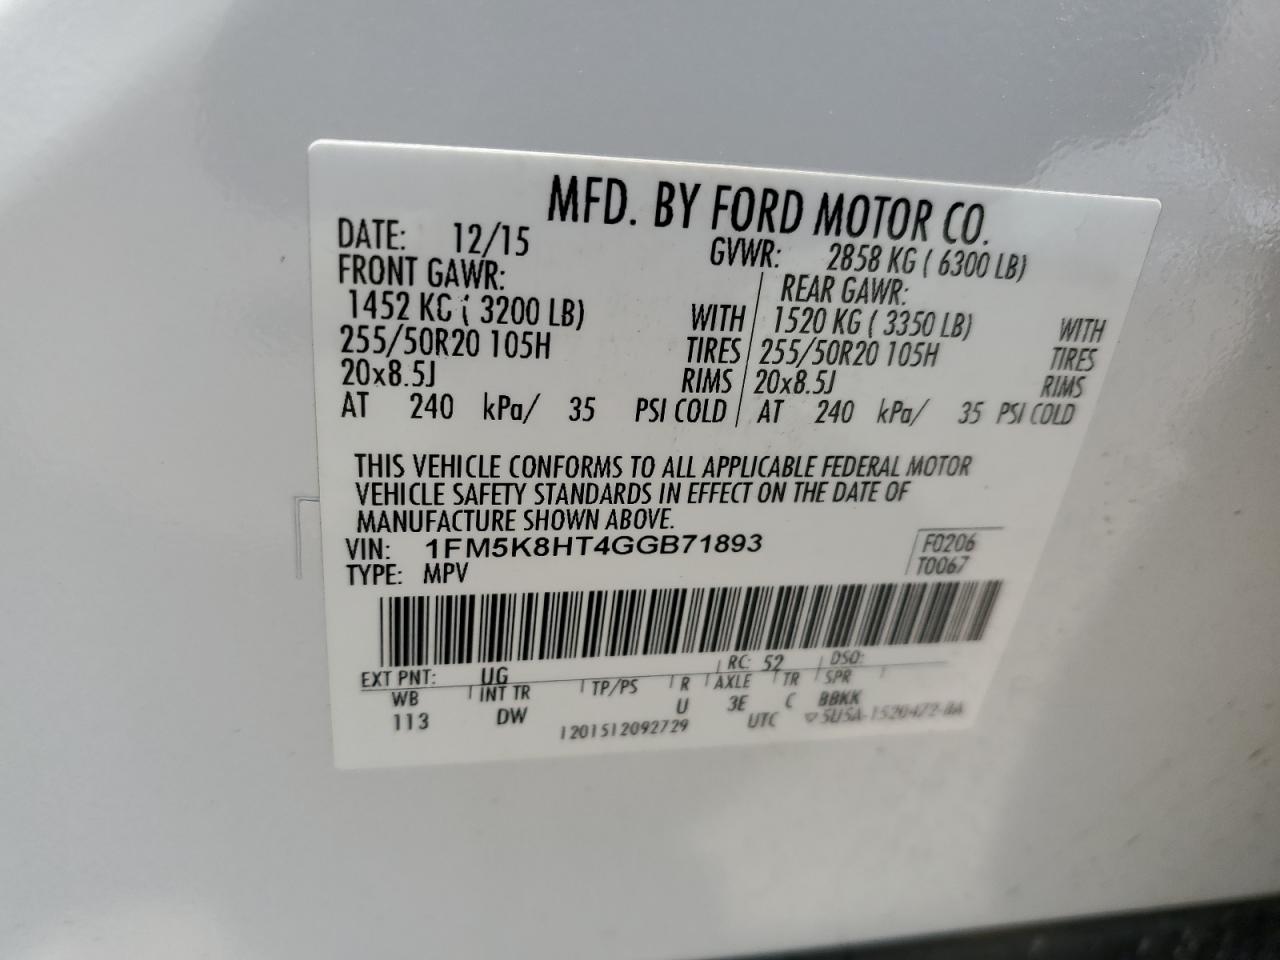 MFD. BY FORD MOTOR CO.
DATE: 12/15 GVWR: 2858 KG ( 6300 LB)
FRONT GAWR: REAR GAWR:
1452 KG ( 3200 LB) WITH 1520 KG ( 3350 LB) WITH
255/50R20 105H TIRES 255/50R20 105H TIRES
20x8.5J RIMS 20x8.5J RIMS
AT 240 kPa/ 35 PSI COLD AT 240 kPa/ 35 PSI COLD
THIS VEHICLE CONFORMS TO ALL APPLICABLE FEDERAL MOTOR
VEHICLE SAFETY STANDARDS IN EFFECT ON THE DATE OF
MANUFACTURE SHOWN ABOVE.
VIN: 1FM5K8HT4GGB71893 F0206
TYPE: MPV T0067
EXT PNT: UG RC: 52 DSO:
WB INT TR TP/PS R AXLE TR SPR
113 DW U 3E C BBKK
1201512092729 UTC ▽5U5A-1520472-BA